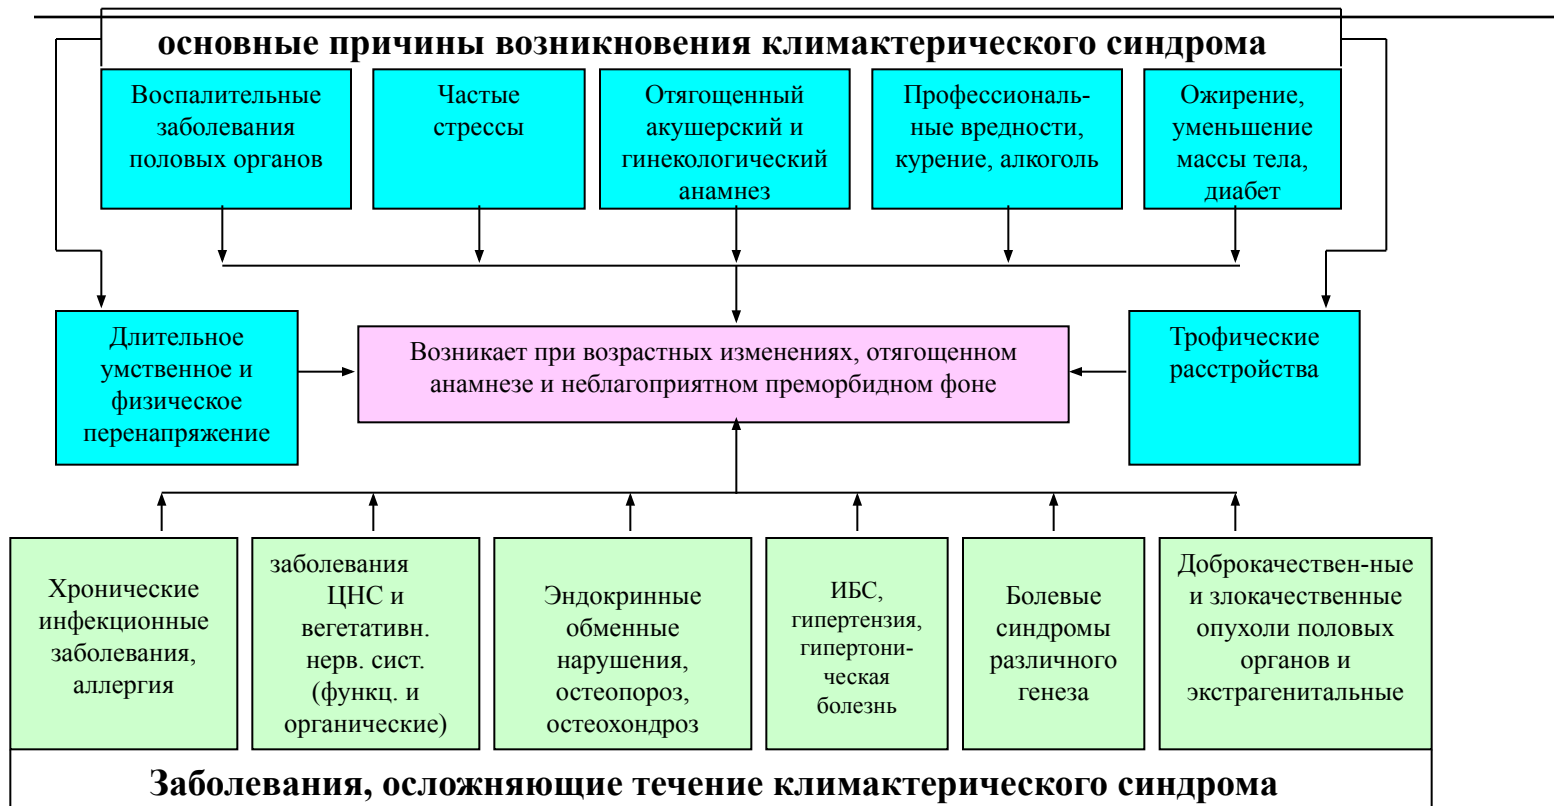 основные причины возникновения климактерического синдрома
Воспалительные
заболевания
половых органов
Частые
стрессы
Отягощенный
акушерский и
гинекологический
анамнез
Профессиональ-
ные вредности,
курение, алкоголь
Ожирение,
уменьшение
массы тела,
диабет
Длительное
умственное и
физическое
перенапряжение
Возникает при возрастных изменениях, отягощенном
анамнезе и неблагоприятном преморбидном фоне
Трофические
расстройства
Хронические
инфекционные
заболевания,
аллергия
заболевания
ЦНС и
вегетативн.
нерв. сист.
(функц. и
органические)
Эндокринные
обменные
нарушения,
остеопороз,
остеохондроз
ИБС,
гипертензия,
гипертони-
ческая
болезнь
Болевые
синдромы
различного
генеза
Доброкачествен-ные
и злокачественные
опухоли половых
органов и
экстрагенитальные
Заболевания, осложняющие течение климактерического синдрома